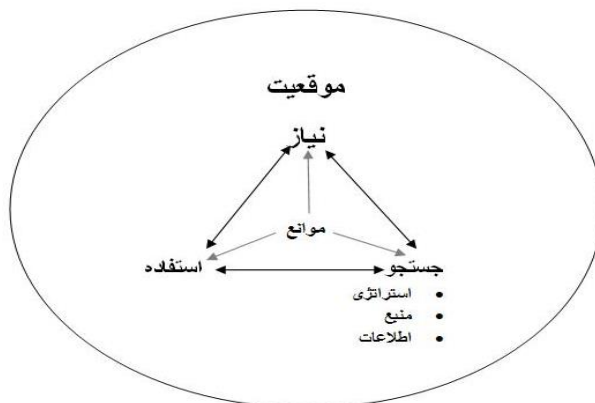 موقعیت
نیاز
موانع
جستجو
استفاده
• استراتژی
• منبع
• اطلاعات